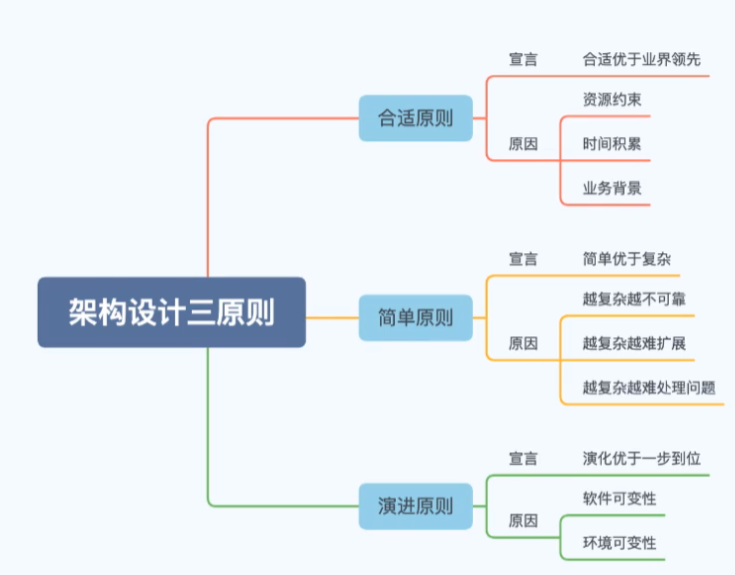 架构设计三原则
合适原则
宣言
合适优于业界领先
原因
资源约束
时间积累
业务背景
简单原则
宣言
简单优于复杂
原因
越复杂越不可靠
越复杂越难扩展
越复杂越难处理问题
演进原则
宣言
演化优于一步到位
原因
软件可变性
环境可变性